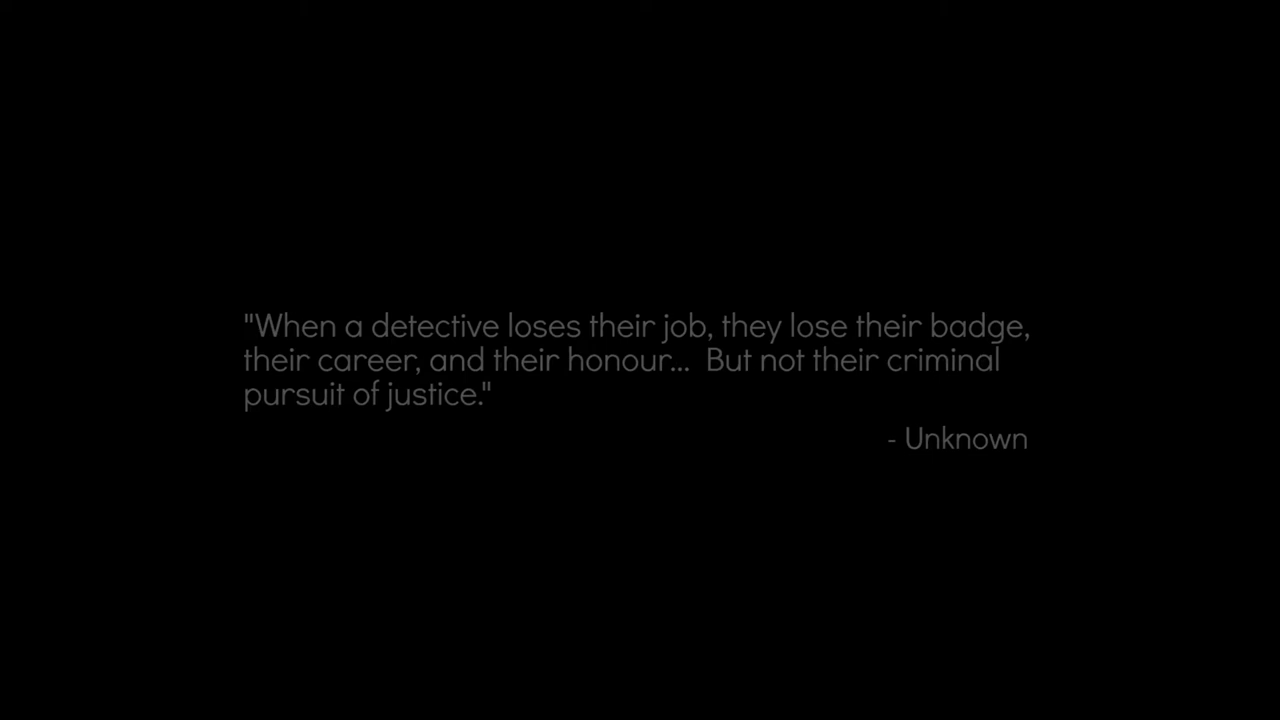 "When a detective loses their job, they lose their badge,
their career, and their honour...  But not their criminal
pursuit of justice."
- Unknown